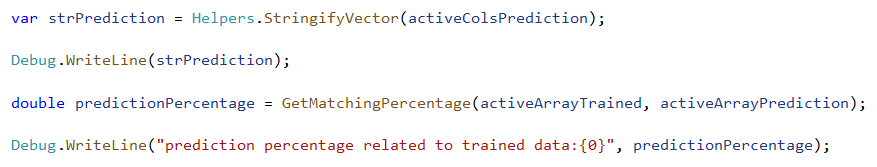 var strPrediction = Helpers.StringifyVector(activeColsPrediction);
Debug.WriteLine(strPrediction);
double predictionPercentage = GetMatchingPercentage(activeArrayTrained, activeArrayPrediction);
Debug.WriteLine("prediction percentage related to trained data:{0}", predictionPercentage);